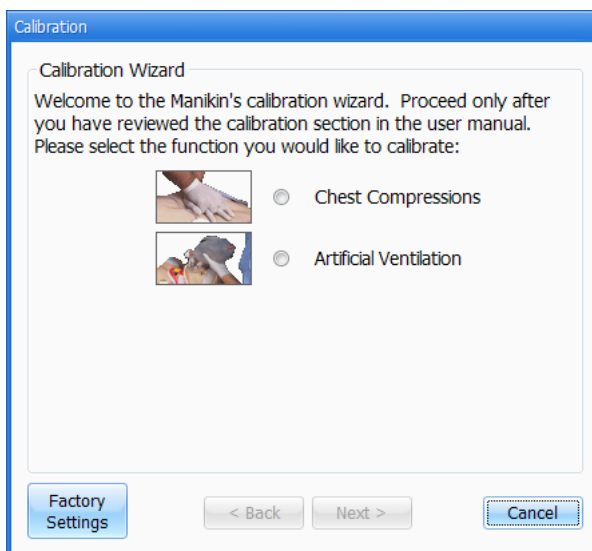 Calibration
Calibration Wizard
Welcome to the Manikin's calibration wizard.  Proceed only after
you have reviewed the calibration section in the user manual.
Please select the function you would like to calibrate:
Chest Compressions
Artificial Ventilation
Factory
Settings
< Back
Next >
Cancel